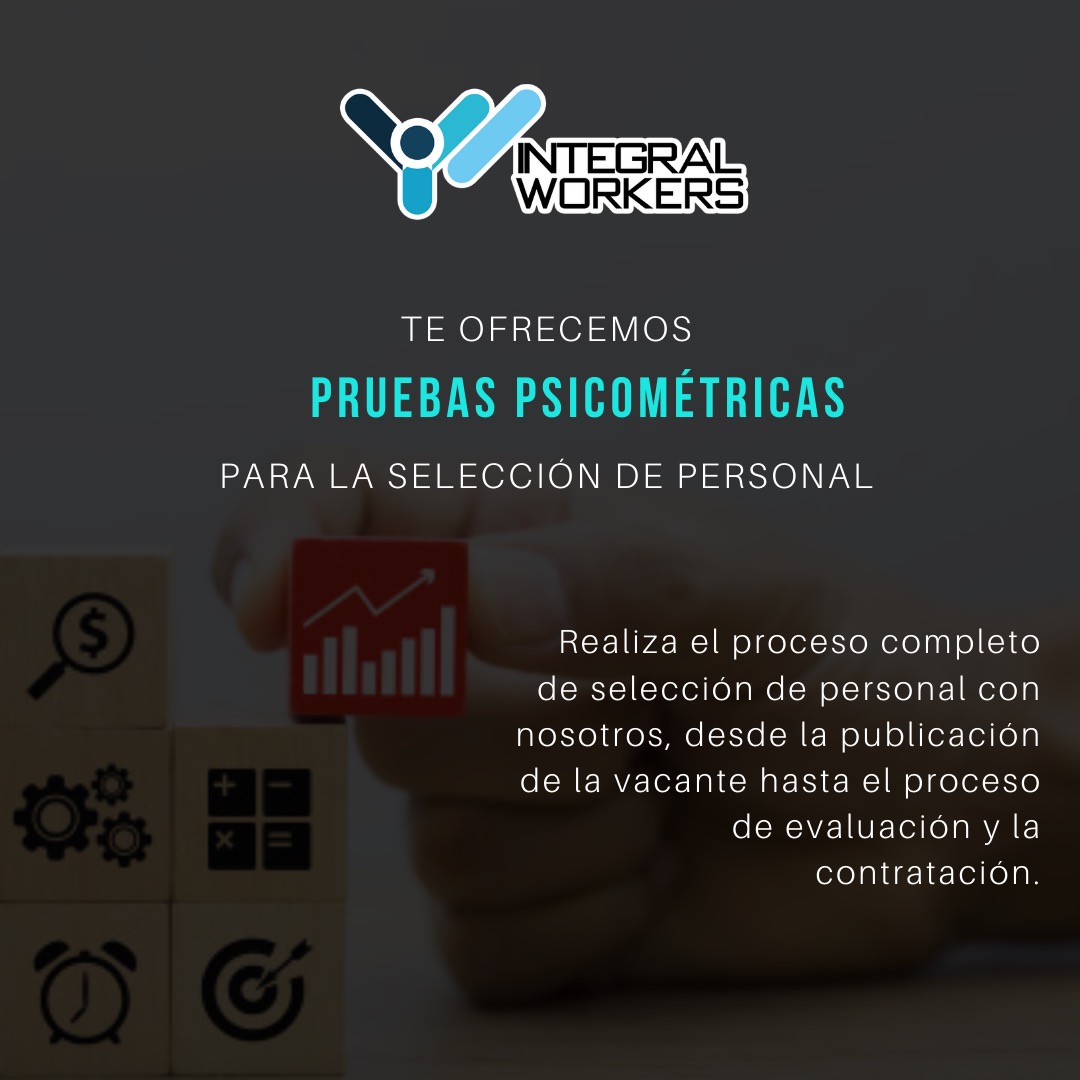 INTEGRAL
WORKERS
TE OFRECEMOS
PRUEBAS PSICOMÉTRICAS
PARA LA SELECCIÓN DE PERSONAL
Realiza el proceso completo
de selección de personal con
nosotros, desde la publicación
de la vacante hasta el proceso
de evaluación y la
contratación.
$
+ −
× =